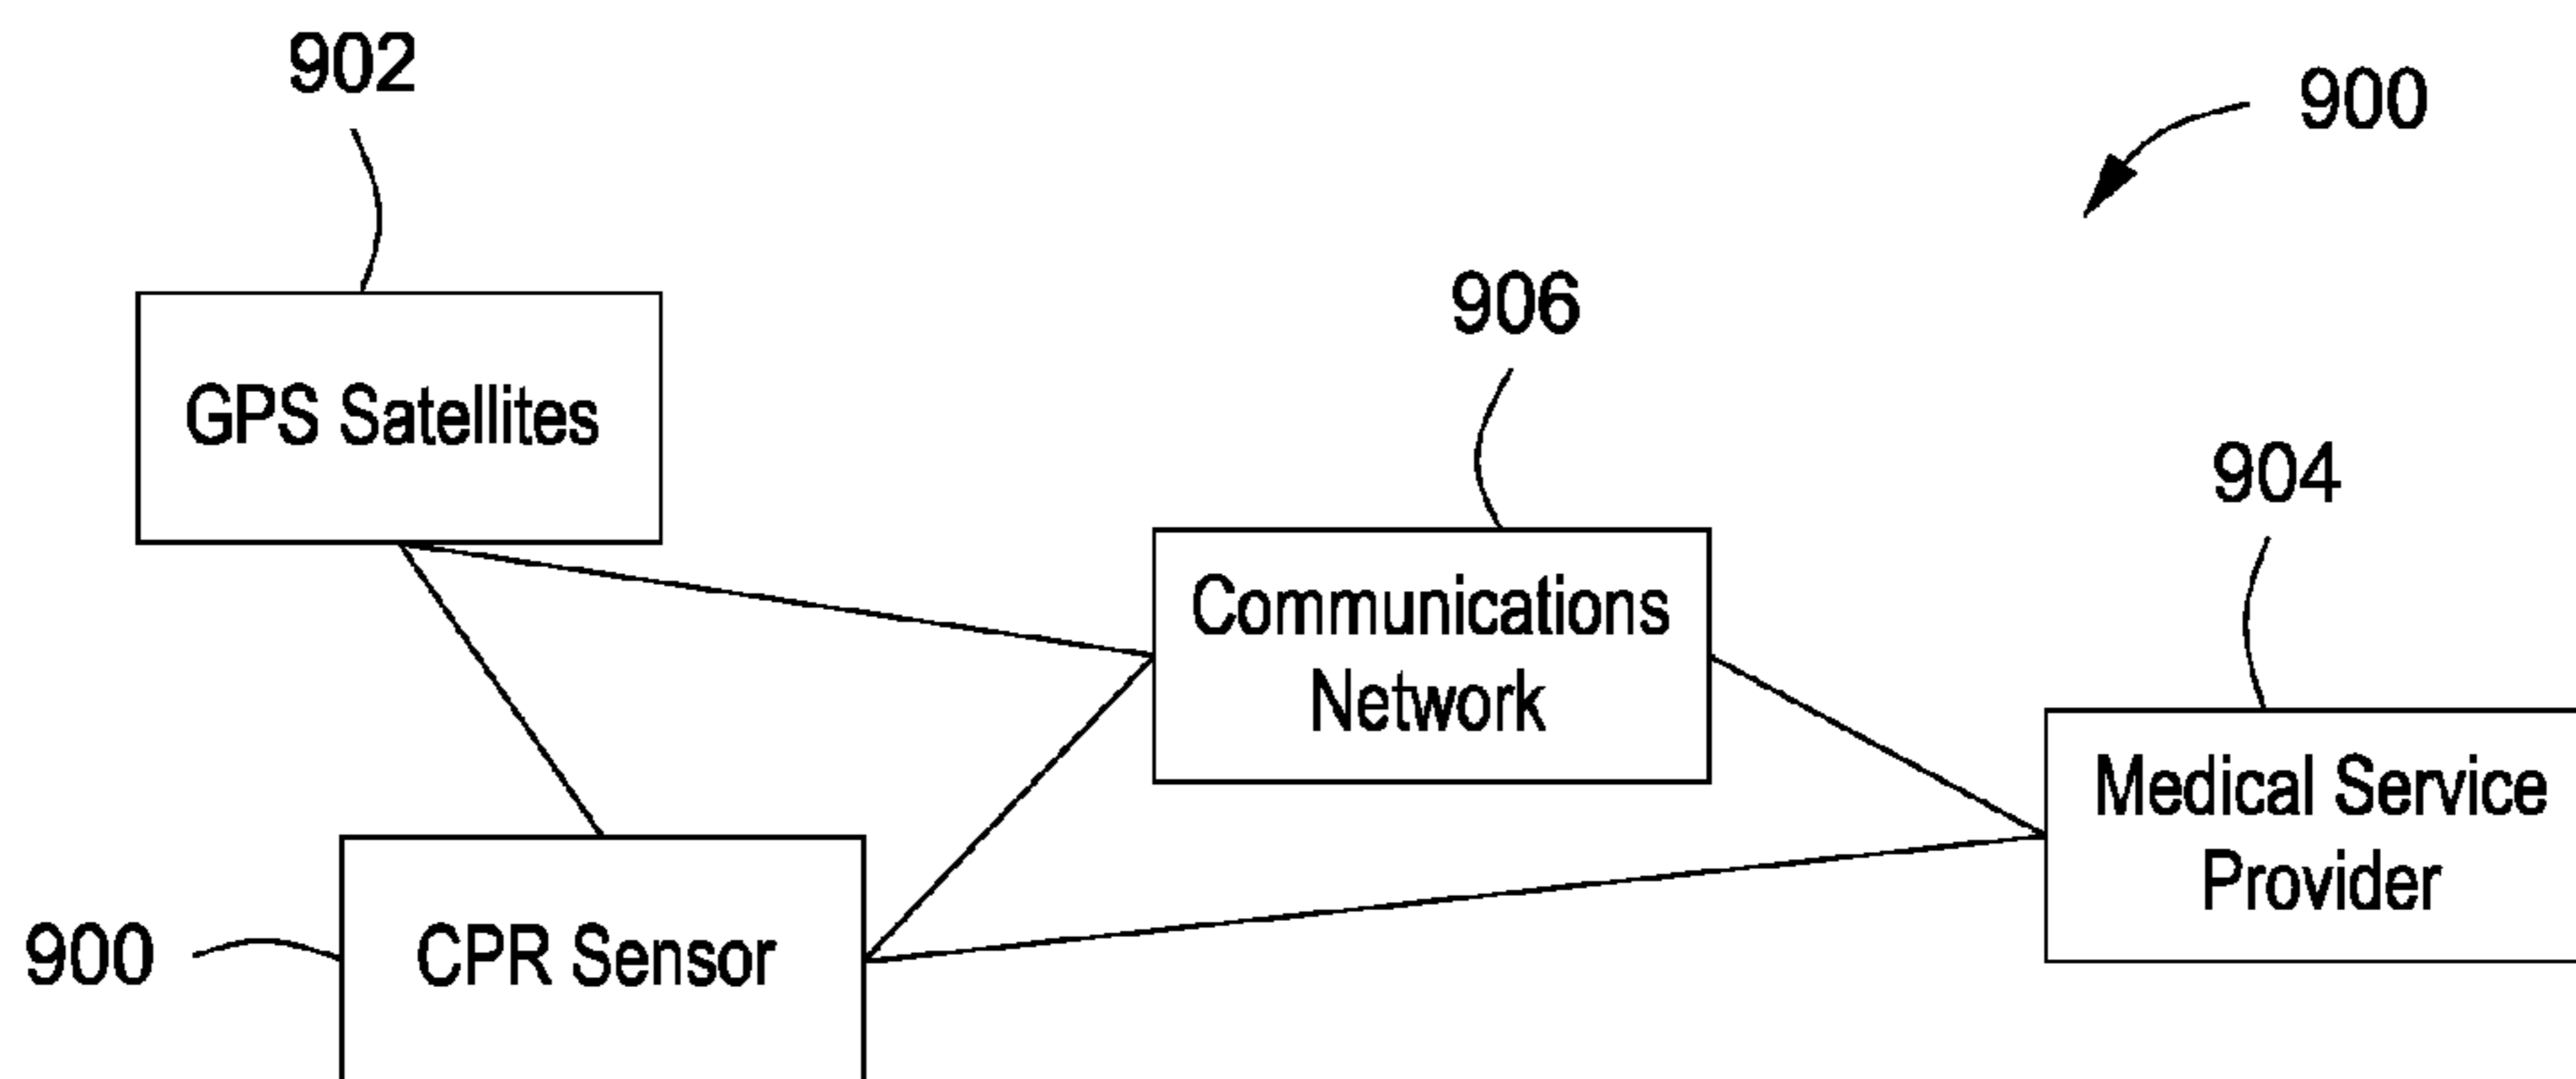 902
900
906
GPS Satellites
904
Communications
Network
Medical Service
Provider
900
CPR Sensor